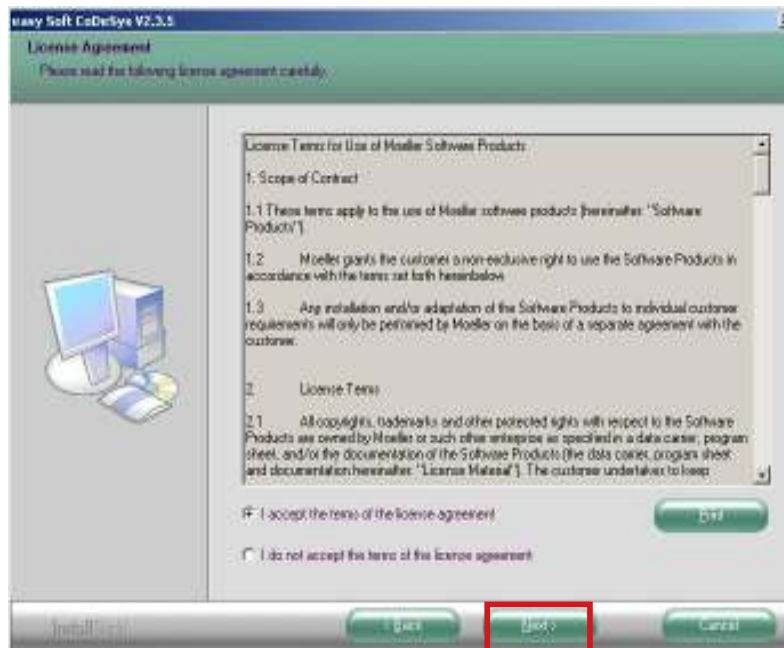 easy Soft CoDeSys V2.3.5
License Agreement
Please read the following license agreement carefully.
License Terms for Use of Moeller Software Products
1. Scope of Contract
1.1 These terms apply to the use of Moeller software products (hereinafter: "Software
Products").
1.2 Moeller grants the customer a non-exclusive right to use the Software Products in
accordance with the terms set forth hereinbelow.
1.3 Any installation and/or adaptation of the Software Products to individual customer
requirements will only be performed by Moeller on the basis of a separate agreement with the
customer.
2 License Terms
2.1 All copyrights, trademarks and other protected rights with respect to the Software
Products are owned by Moeller or such other enterprise as specified in a data carrier, program
sheet, and/or the documentation of the Software Products (the data carrier, program sheet
and documentation hereinafter: "License Material"). The customer undertakes to keep
I accept the terms of the license agreement
Print
I do not accept the terms of the license agreement
InstallShield
< Back
Next >
Cancel